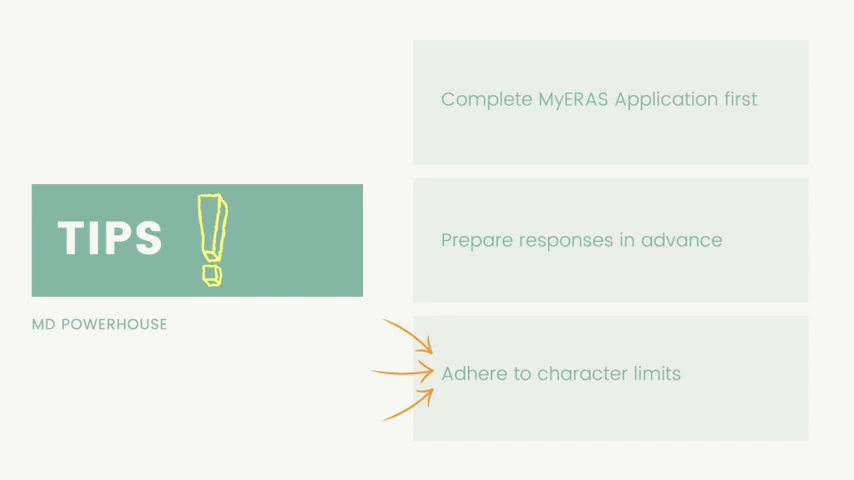 TIPS
MD POWERHOUSE
Complete MyERAS Application first
Prepare responses in advance
Adhere to character limits